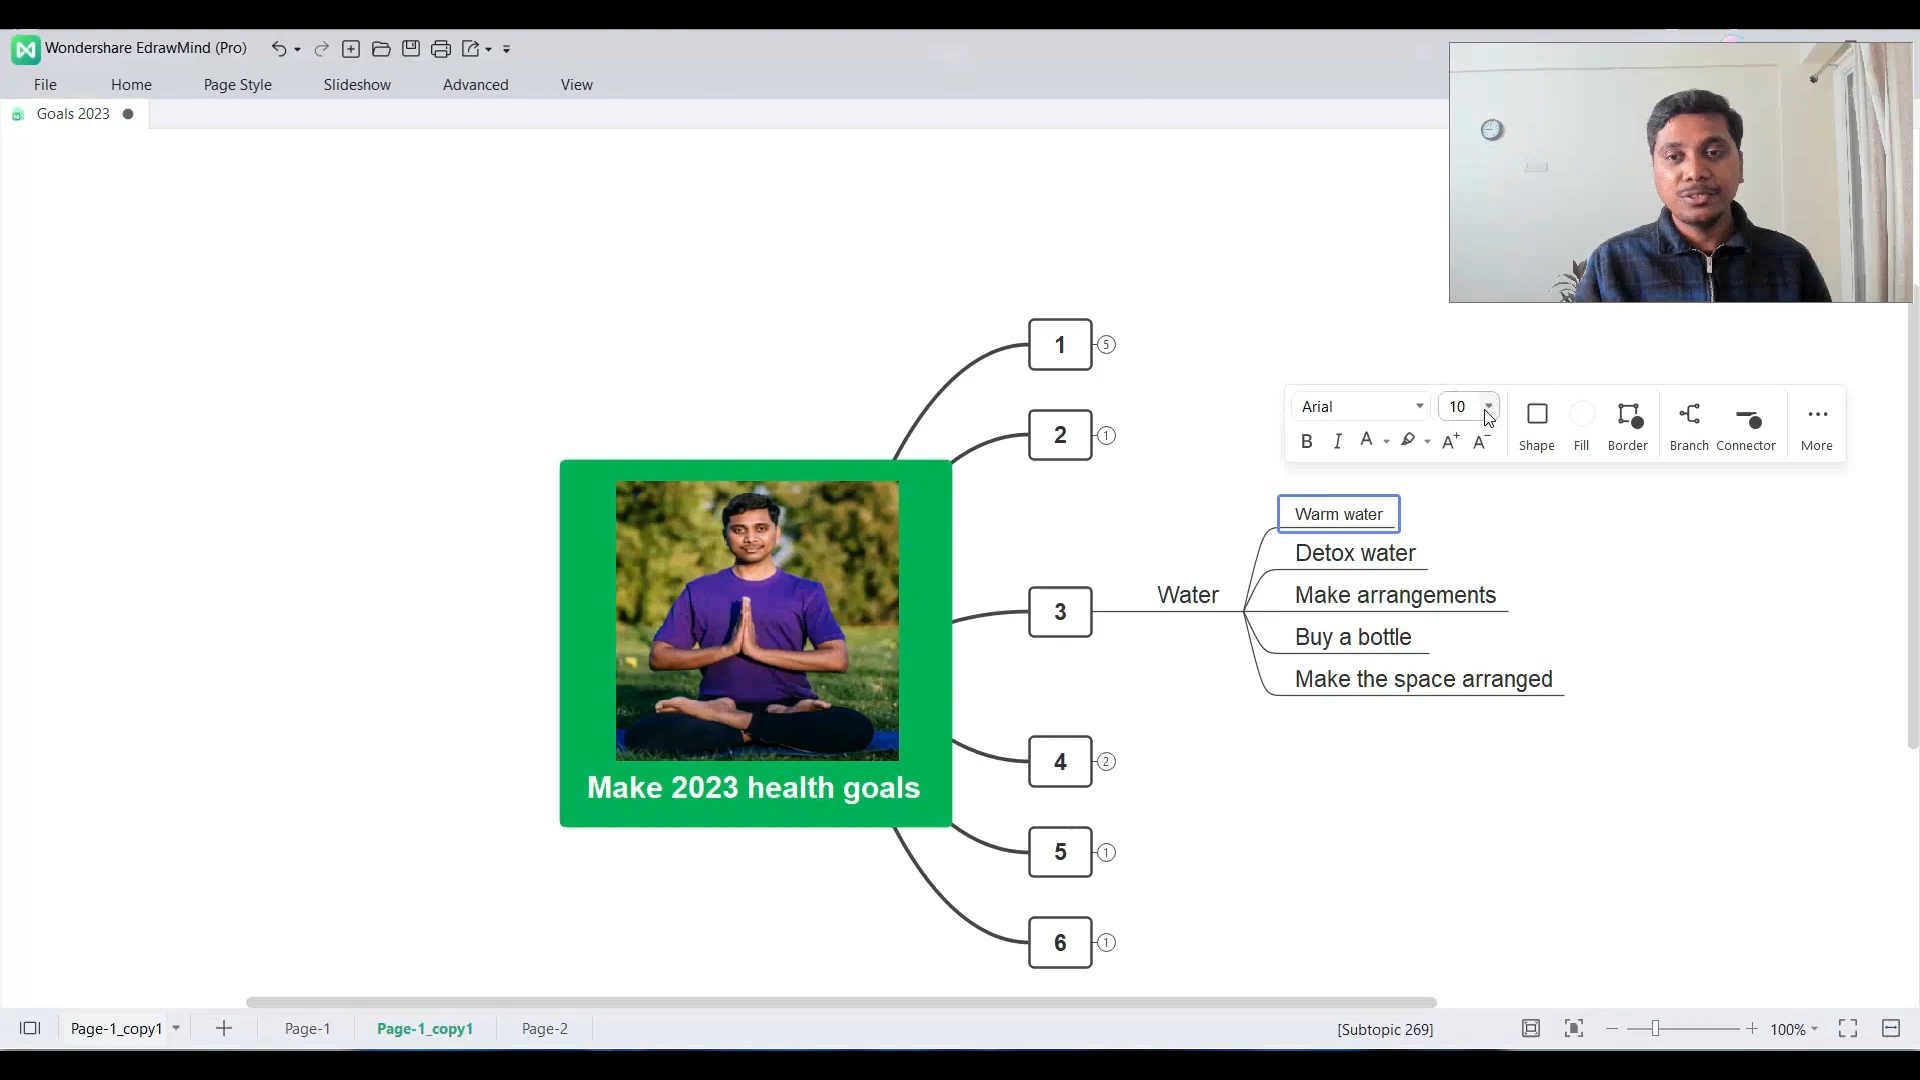 Wondershare EdrawMind (Pro)
File Home Page Style Slideshow Advanced View
Goals 2023
1 5
2 1
Arial 10
B I A A+ A-
Shape Fill Border Branch Connector More
Warm water
Detox water
3 Water Make arrangements
Buy a bottle
Make the space arranged
4 2
Make 2023 health goals
5 1
6 1
Page-1_copy1 Page-1 Page-1_copy1 Page-2 [Subtopic 269] 100%